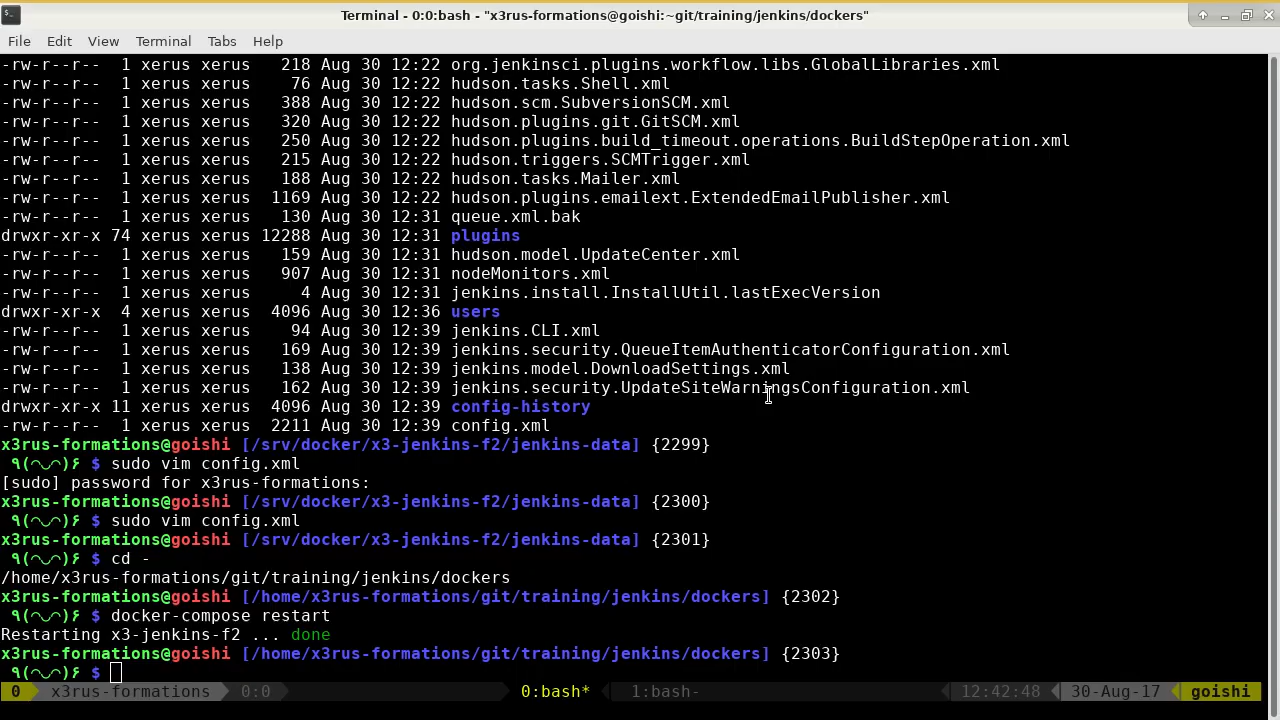 Terminal - 0:0:bash - "x3rus-formations@goishi:~git/training/jenkins/dockers"
File Edit View Terminal Tabs Help
-rw-r--r-- 1 xerus xerus 218 Aug 30 12:22 org.jenkinsci.plugins.workflow.libs.GlobalLibraries.xml
-rw-r--r-- 1 xerus xerus 76 Aug 30 12:22 hudson.tasks.Shell.xml
-rw-r--r-- 1 xerus xerus 388 Aug 30 12:22 hudson.scm.SubversionSCM.xml
-rw-r--r-- 1 xerus xerus 320 Aug 30 12:22 hudson.plugins.git.GitSCM.xml
-rw-r--r-- 1 xerus xerus 250 Aug 30 12:22 hudson.plugins.build_timeout.operations.BuildStepOperation.xml
-rw-r--r-- 1 xerus xerus 215 Aug 30 12:22 hudson.triggers.SCMTrigger.xml
-rw-r--r-- 1 xerus xerus 188 Aug 30 12:22 hudson.tasks.Mailer.xml
-rw-r--r-- 1 xerus xerus 1169 Aug 30 12:22 hudson.plugins.emailext.ExtendedEmailPublisher.xml
-rw-r--r-- 1 xerus xerus 130 Aug 30 12:31 queue.xml.bak
drwxr-xr-x 74 xerus xerus 12288 Aug 30 12:31 plugins
-rw-r--r-- 1 xerus xerus 159 Aug 30 12:31 hudson.model.UpdateCenter.xml
-rw-r--r-- 1 xerus xerus 907 Aug 30 12:31 nodeMonitors.xml
-rw-r--r-- 1 xerus xerus 4 Aug 30 12:31 jenkins.install.InstallUtil.lastExecVersion
drwxr-xr-x 4 xerus xerus 4096 Aug 30 12:36 users
-rw-r--r-- 1 xerus xerus 94 Aug 30 12:39 jenkins.CLI.xml
-rw-r--r-- 1 xerus xerus 169 Aug 30 12:39 jenkins.security.QueueItemAuthenticatorConfiguration.xml
-rw-r--r-- 1 xerus xerus 138 Aug 30 12:39 jenkins.model.DownloadSettings.xml
-rw-r--r-- 1 xerus xerus 162 Aug 30 12:39 jenkins.security.UpdateSiteWarningsConfiguration.xml
drwxr-xr-x 11 xerus xerus 4096 Aug 30 12:39 config-history
-rw-r--r-- 1 xerus xerus 2211 Aug 30 12:39 config.xml
x3rus-formations@goishi [/srv/docker/x3-jenkins-f2/jenkins-data] {2299}
٩(◠◡◠)۶ $ sudo vim config.xml
[sudo] password for x3rus-formations:
x3rus-formations@goishi [/srv/docker/x3-jenkins-f2/jenkins-data] {2300}
٩(◠◡◠)۶ $ sudo vim config.xml
x3rus-formations@goishi [/srv/docker/x3-jenkins-f2/jenkins-data] {2301}
٩(◠◡◠)۶ $ cd -
/home/x3rus-formations/git/training/jenkins/dockers
x3rus-formations@goishi [/home/x3rus-formations/git/training/jenkins/dockers] {2302}
٩(◠◡◠)۶ $ docker-compose restart
Restarting x3-jenkins-f2 ... done
x3rus-formations@goishi [/home/x3rus-formations/git/training/jenkins/dockers] {2303}
٩(◠◡◠)۶ $
0 x3rus-formations 0:0 0:bash* 1:bash- 12:42:48 30-Aug-17 goishi